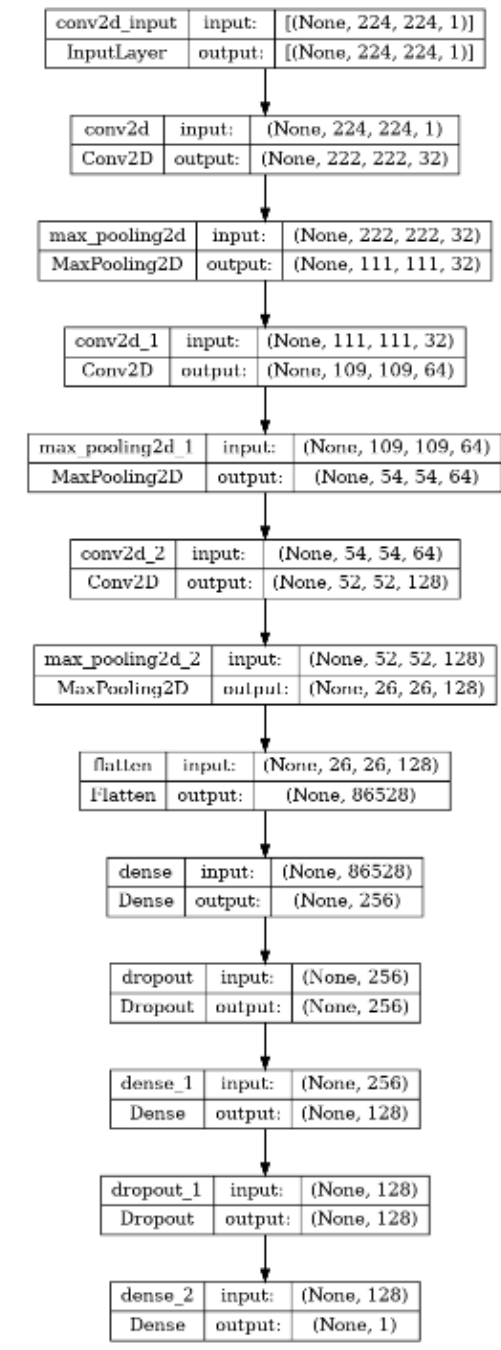 conv2d_input input: [(None, 224, 224, 1)]
InputLayer output: [(None, 224, 224, 1)]
conv2d input: (None, 224, 224, 1)
Conv2D output: (None, 222, 222, 32)
max_pooling2d input: (None, 222, 222, 32)
MaxPooling2D output: (None, 111, 111, 32)
conv2d_1 input: (None, 111, 111, 32)
Conv2D output: (None, 109, 109, 64)
max_pooling2d_1 input: (None, 109, 109, 64)
MaxPooling2D output: (None, 54, 54, 64)
conv2d_2 input: (None, 54, 54, 64)
Conv2D output: (None, 52, 52, 128)
max_pooling2d_2 input: (None, 52, 52, 128)
MaxPooling2D output: (None, 26, 26, 128)
flatten input: (None, 26, 26, 128)
Flatten output: (None, 86528)
dense input: (None, 86528)
Dense output: (None, 256)
dropout input: (None, 256)
Dropout output: (None, 256)
dense_1 input: (None, 256)
Dense output: (None, 128)
dropout_1 input: (None, 128)
Dropout output: (None, 128)
dense_2 input: (None, 128)
Dense output: (None, 1)